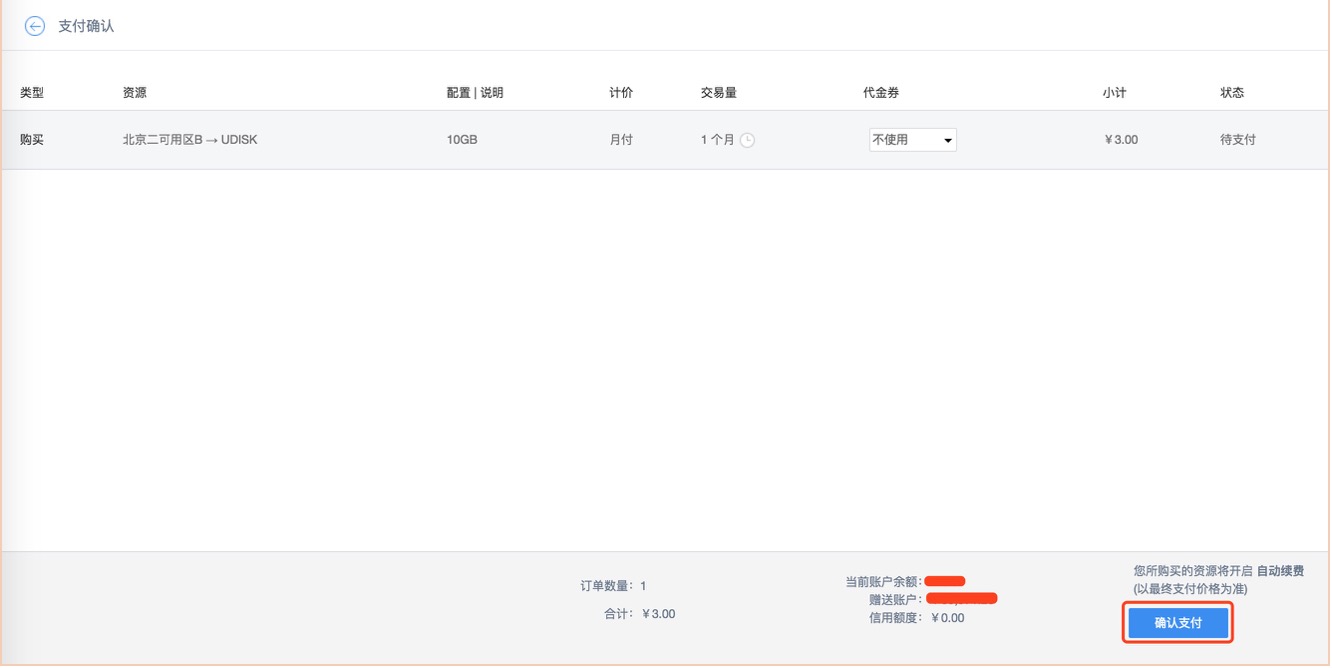 支付确认
类型 资源 配置 | 说明 计价 交易量 代金券 小计 状态
购买 北京二可用区B → UDISK 10GB 月付 1 个月 不使用 ¥3.00 待支付
订单数量： 1
合计： ¥3.00
当前账户余额：
赠送账户：
信用额度： ¥0.00
您所购买的资源将开启 自动续费
(以最终支付价格为准)
确认支付